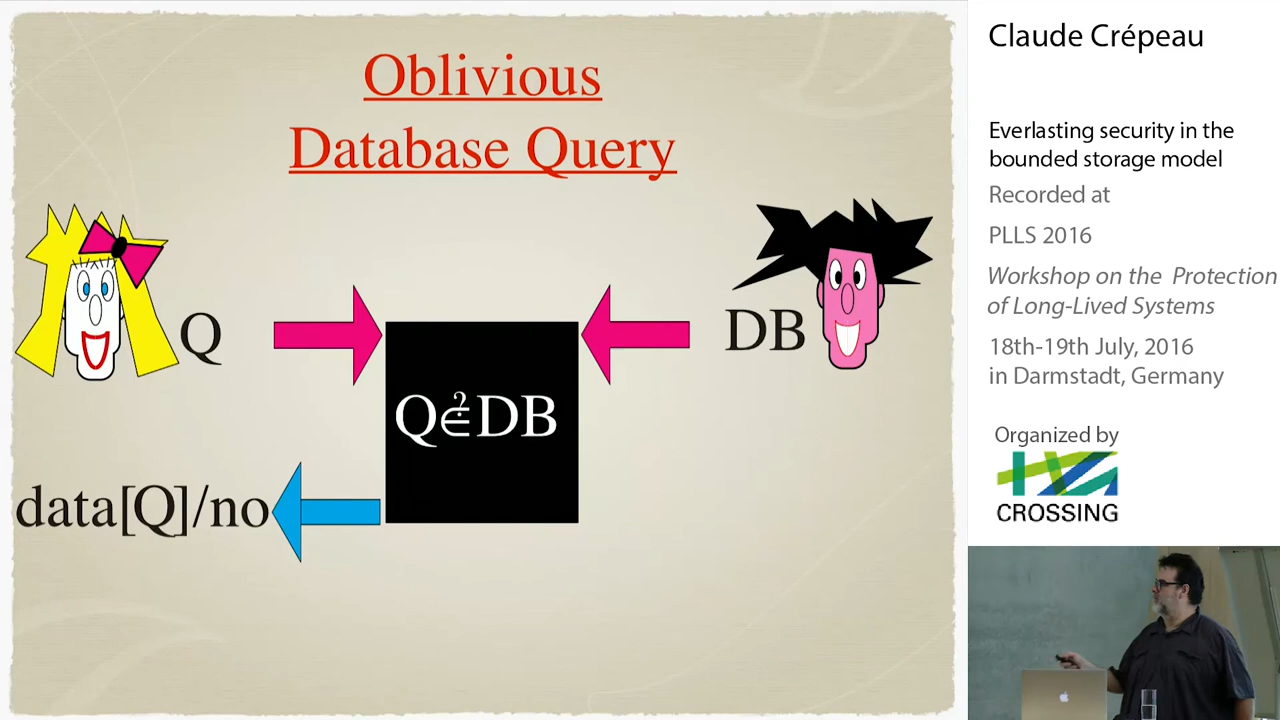 Oblivious
Database Query
Q
DB
Q∈?DB
data[Q]/no
Claude Crépeau
Everlasting security in the
bounded storage model
Recorded at
PLLS 2016
Workshop on the Protection
of Long-Lived Systems
18th-19th July, 2016
in Darmstadt, Germany
Organized by
CROSSING